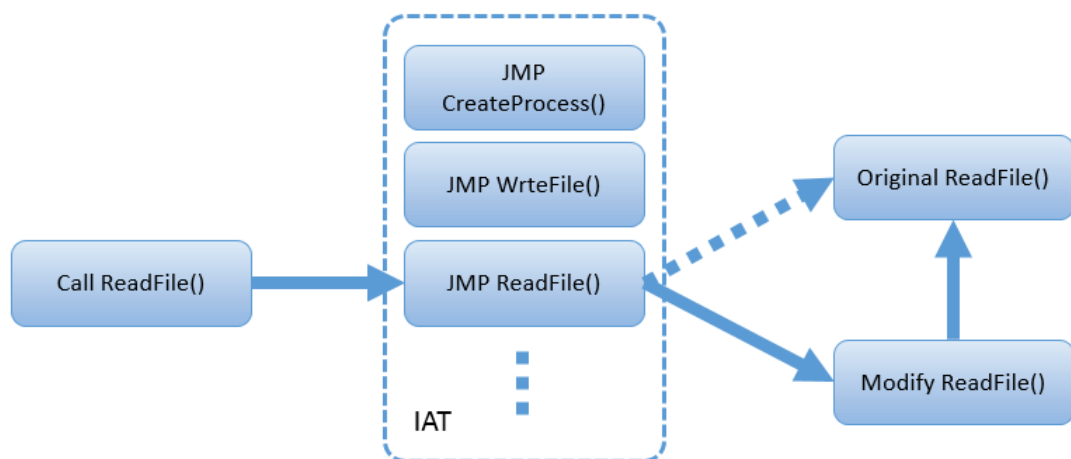 JMP
CreateProcess()
JMP WrteFile()
Original ReadFile()
Call ReadFile()
JMP ReadFile()
Modify ReadFile()
IAT